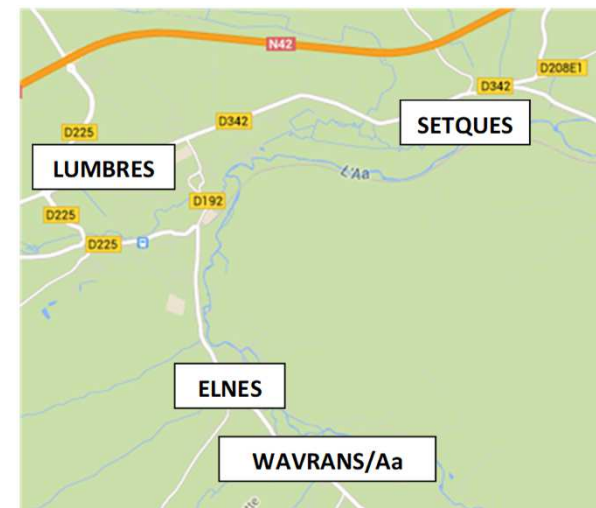 N42
D208E1
D342
SETQUES
D342
D225
LUMBRES
L'Aa
D192
D225
D225
ELNES
WAVRANS/Aa